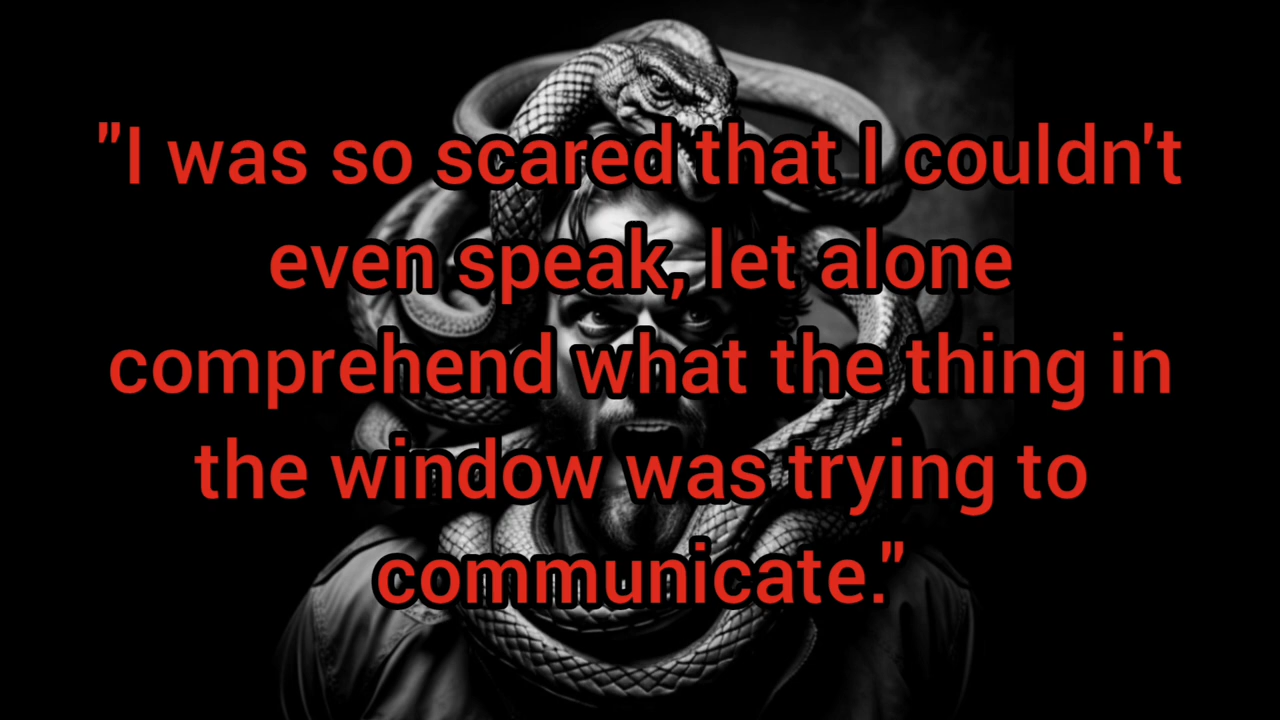 "I was so scared that I couldn't
even speak, let alone
comprehend what the thing in
the window was trying to
communicate."